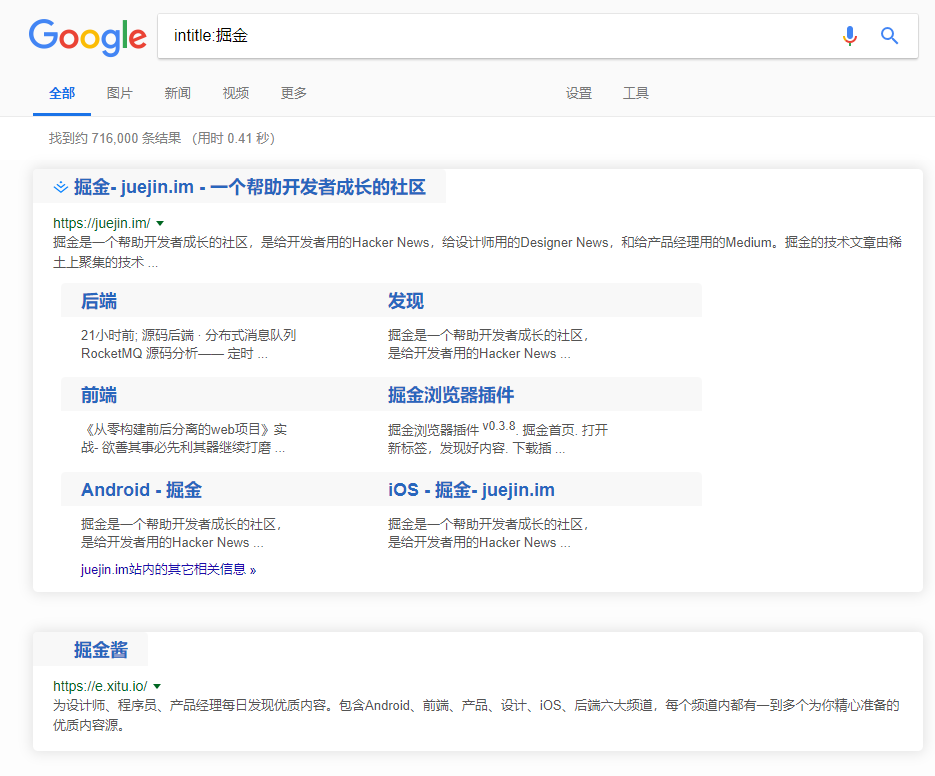 Google
intitle:掘金
全部 图片 新闻 视频 更多 设置 工具
找到约 716,000 条结果 （用时 0.41 秒）
掘金- juejin.im - 一个帮助开发者成长的社区
https://juejin.im/
掘金是一个帮助开发者成长的社区，是给开发者用的Hacker News，给设计师用的Designer News，和给产品经理用的Medium。掘金的技术文章由稀
土上聚集的技术 ...
后端
21小时前; 源码后端 · 分布式消息队列
RocketMQ 源码分析—— 定时 ...
发现
掘金是一个帮助开发者成长的社区，
是给开发者用的Hacker News ...
前端
《从零构建前后分离的web项目》实
战- 欲善其事必先利其器继续打磨 ...
掘金浏览器插件
掘金浏览器插件 v0.3.8. 掘金首页. 打开
新标签，发现好内容. 下载插 ...
Android - 掘金
掘金是一个帮助开发者成长的社区，
是给开发者用的Hacker News ...
iOS - 掘金- juejin.im
掘金是一个帮助开发者成长的社区，
是给开发者用的Hacker News ...
juejin.im站内的其它相关信息 »
掘金酱
https://e.xitu.io/
为设计师、程序员、产品经理每日发现优质内容。包含Android、前端、产品、设计、iOS、后端六大频道，每个频道内都有一到多个为你精心准备的
优质内容源。